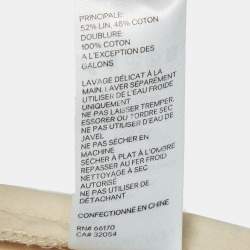 PRINCIPALE:
52% LIN, 48% COTON
DOUBLURE:
100% COTON
A L'EXCEPTION DES
GALONS
LAVAGE DÉLICAT À LA
MAIN. LAVER SÉPARÉMENT
UTILISER DE L'EAU FROIDE
UNIQUEMENT
NE PAS LAISSER TREMPER,
ESSORER OU TORDRE SÉC
NE PAS UTILISER D'EAU DE
JAVEL
NE PAS SÉCHER EN
MACHINE
SÉCHER À PLAT À L'OMBRE
REPASSER AU FER FROID
NETTOYAGE À SEC
AUTORISÉ
NE PAS UTILISER DE
DÉTACHANT
CONFECTIONNÉ EN CHINE
RN# 66170
CA# 32054